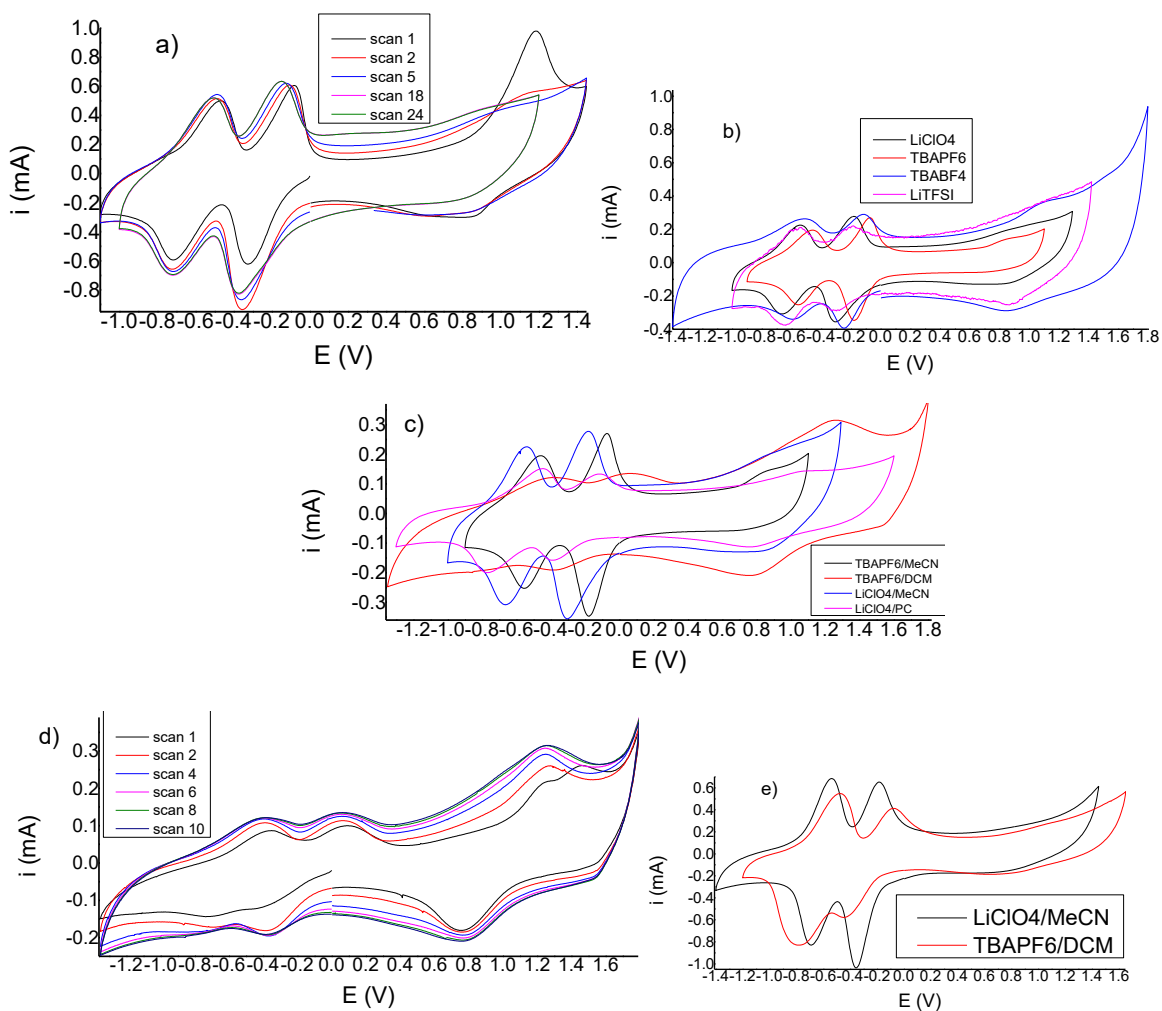 a)
scan 1
scan 2
scan 5
scan 18
scan 24
1.0
0.8
0.6
0.4
0.2
0.0
-0.2
-0.4
-0.6
-0.8
i (mA)
-1.0 -0.8 -0.6 -0.4 -0.2 0.0 0.2 0.4 0.6 0.8 1.0 1.2 1.4
E (V)
b)
LiClO4
TBAPF6
TBABF4
LiTFSI
1.0
0.8
0.6
0.4
0.2
0.0
-0.2
-0.4
i (mA)
-1.4 -1.2 -1.0 -0.8 -0.6 -0.4 -0.2 0.0 0.2 0.4 0.6 0.8 1.0 1.2 1.4 1.6 1.8
E (V)
c)
0.3
0.2
0.1
0.0
-0.1
-0.2
-0.3
i (mA)
TBAPF6/MeCN
TBAPF6/DCM
LiClO4/MeCN
LiClO4/PC
-1.2 -1.0 -0.8 -0.6 -0.4 -0.2 0.0 0.2 0.4 0.6 0.8 1.0 1.2 1.4 1.6 1.8
E (V)
d)
scan 1
scan 2
scan 4
scan 6
scan 8
scan 10
0.3
0.2
0.1
0.0
-0.1
-0.2
i (mA)
-1.2 -1.0 -0.8 -0.6 -0.4 -0.2 0.0 0.2 0.4 0.6 0.8 1.0 1.2 1.4 1.6
E (V)
e)
0.6
0.4
0.2
0.0
-0.2
-0.4
-0.6
-0.8
-1.0
i (mA)
LiClO4/MeCN
TBAPF6/DCM
-1.2 -1.0 -0.8 -0.6 -0.4 -0.2 0.0 0.2 0.4 0.6 0.8 1.0 1.2 1.4 1.6
E (V)